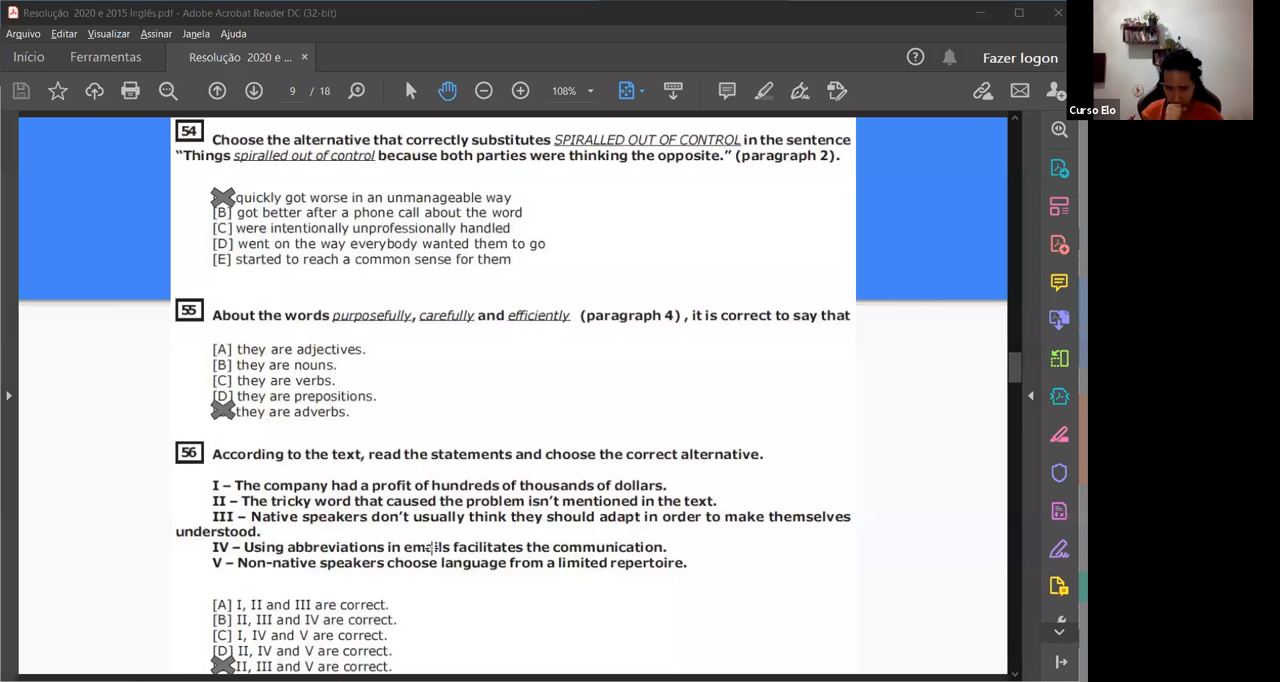 Resolução 2020 e 2015 Inglês.pdf - Adobe Acrobat Reader DC (32-bit)
Arquivo Editar Visualizar Assinar Janela Ajuda
Início Ferramentas Resolução 2020 e ... × Fazer logon
9 / 18 108%
Curso Elo
54 Choose the alternative that correctly substitutes SPIRALLED OUT OF CONTROL in the sentence
“Things spiralled out of control because both parties were thinking the opposite.” (paragraph 2).
quickly got worse in an unmanageable way
[B] got better after a phone call about the word
[C] were intentionally unprofessionally handled
[D] went on the way everybody wanted them to go
[E] started to reach a common sense for them
55 About the words purposefully, carefully and efficiently (paragraph 4) , it is correct to say that
[A] they are adjectives.
[B] they are nouns.
[C] they are verbs.
[D] they are prepositions.
they are adverbs.
56 According to the text, read the statements and choose the correct alternative.
I – The company had a profit of hundreds of thousands of dollars.
II – The tricky word that caused the problem isn’t mentioned in the text.
III – Native speakers don’t usually think they should adapt in order to make themselves
understood.
IV – Using abbreviations in emails facilitates the communication.
V – Non-native speakers choose language from a limited repertoire.
[A] I, II and III are correct.
[B] II, III and IV are correct.
[C] I, IV and V are correct.
[D] II, IV and V are correct.
II, III and V are correct.